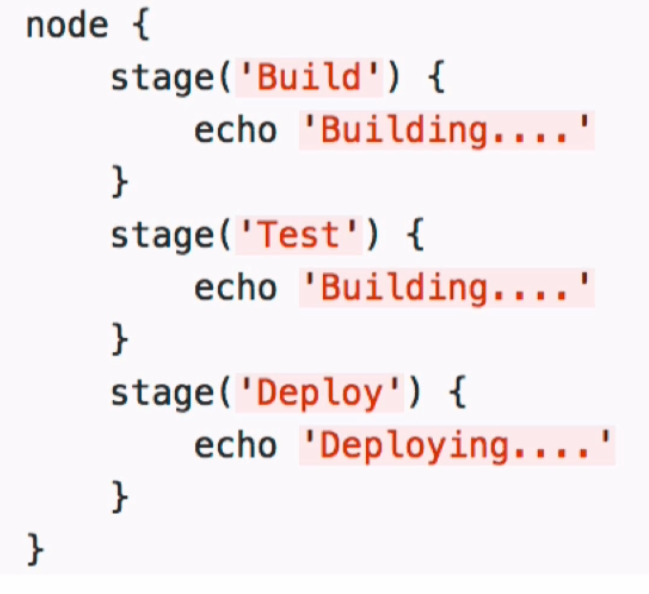 node {
    stage('Build') {
        echo 'Building....'
    }
    stage('Test') {
        echo 'Building....'
    }
    stage('Deploy') {
        echo 'Deploying....'
    }
}